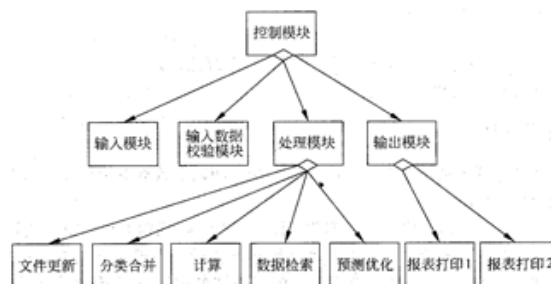 控制模块
输入模块
输入数据
校验模块
处理模块
输出模块
文件更新
分类合并
计算
数据检索
预测优化
报表打印1
报表打印2